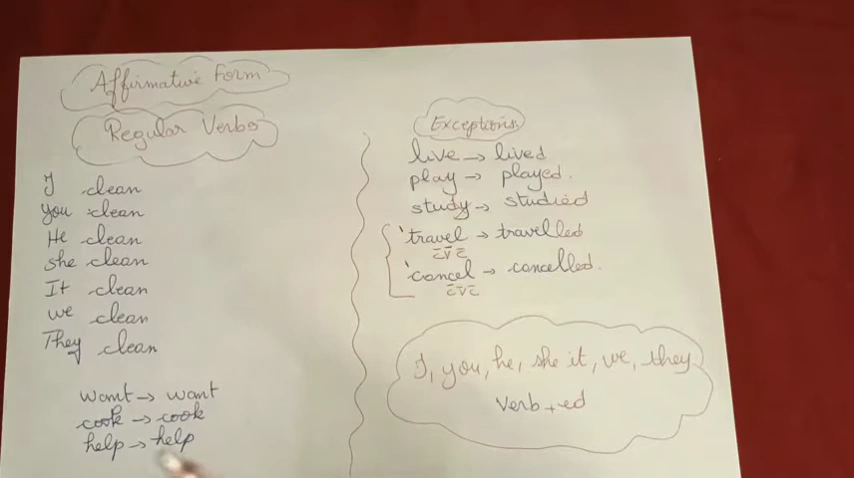 Affirmative Form
Regular Verbs
I clean
You clean
He clean
she clean
It clean
we clean
They clean
want → want
cook → cook
help → help
Exceptions
live → lived
play → played.
study → studied
'travel → travelled
cvc
'cancel → cancelled.
cvc
I, you, he, she it, we, they
Verb + ed